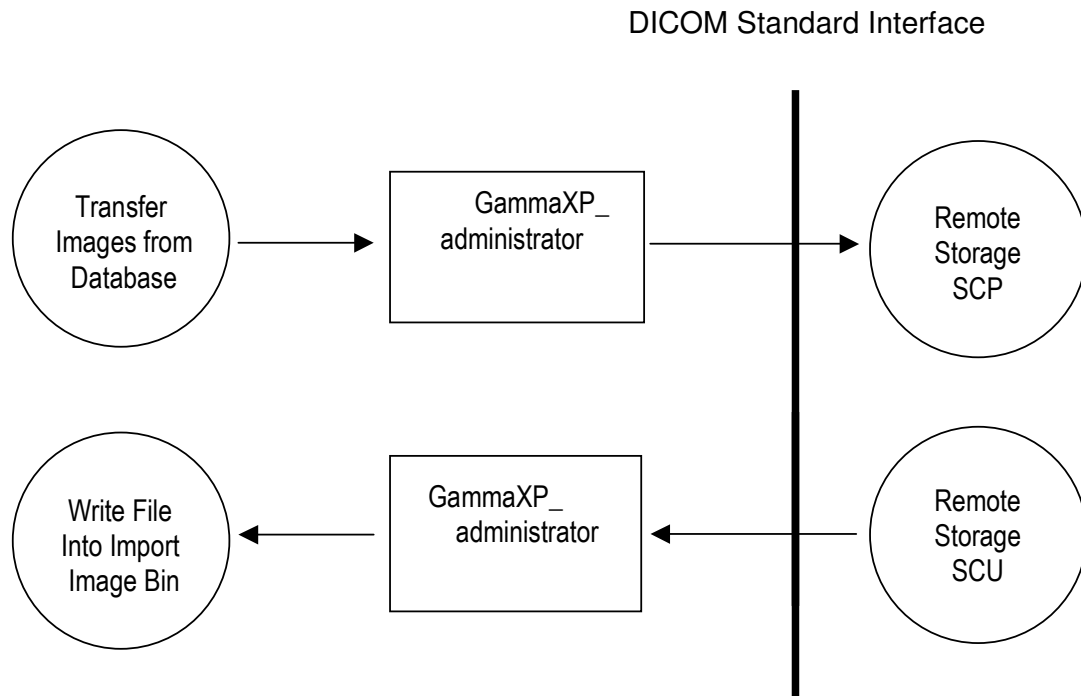 DICOM Standard Interface
Transfer
Images from
Database
GammaXP_
administrator
Remote
Storage
SCP
Write File
Into Import
Image Bin
GammaXP_
administrator
Remote
Storage
SCU